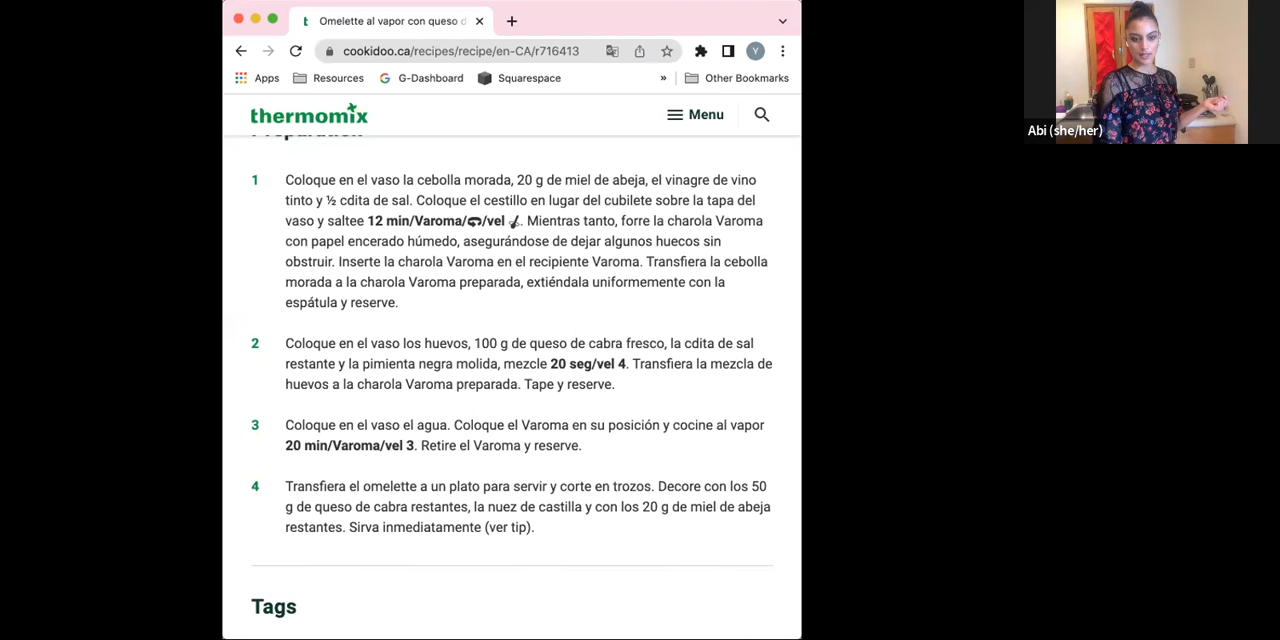 Omelette al vapor con queso d
cookidoo.ca/recipes/recipe/en-CA/r716413
Y
Apps
Resources
G-Dashboard
Squarespace
»
Other Bookmarks
thermomix
Menu
Preparation
1
Coloque en el vaso la cebolla morada, 20 g de miel de abeja, el vinagre de vino
tinto y ½ cdita de sal. Coloque el cestillo en lugar del cubilete sobre la tapa del
vaso y saltee 12 min/Varoma/ /vel . Mientras tanto, forre la charola Varoma
con papel encerado húmedo, asegurándose de dejar algunos huecos sin
obstruir. Inserte la charola Varoma en el recipiente Varoma. Transfiera la cebolla
morada a la charola Varoma preparada, extiéndala uniformemente con la
espátula y reserve.
2
Coloque en el vaso los huevos, 100 g de queso de cabra fresco, la cdita de sal
restante y la pimienta negra molida, mezcle 20 seg/vel 4. Transfiera la mezcla de
huevos a la charola Varoma preparada. Tape y reserve.
3
Coloque en el vaso el agua. Coloque el Varoma en su posición y cocine al vapor
20 min/Varoma/vel 3. Retire el Varoma y reserve.
4
Transfiera el omelette a un plato para servir y corte en trozos. Decore con los 50
g de queso de cabra restantes, la nuez de castilla y con los 20 g de miel de abeja
restantes. Sirva inmediatamente (ver tip).
Tags
Abi (she/her)